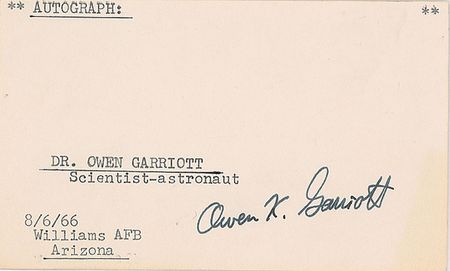 ** AUTOGRAPH: **
DR. OWEN GARRIOTT
Scientist-astronaut
Owen K. Garriott
8/6/66
Williams AFB
Arizona